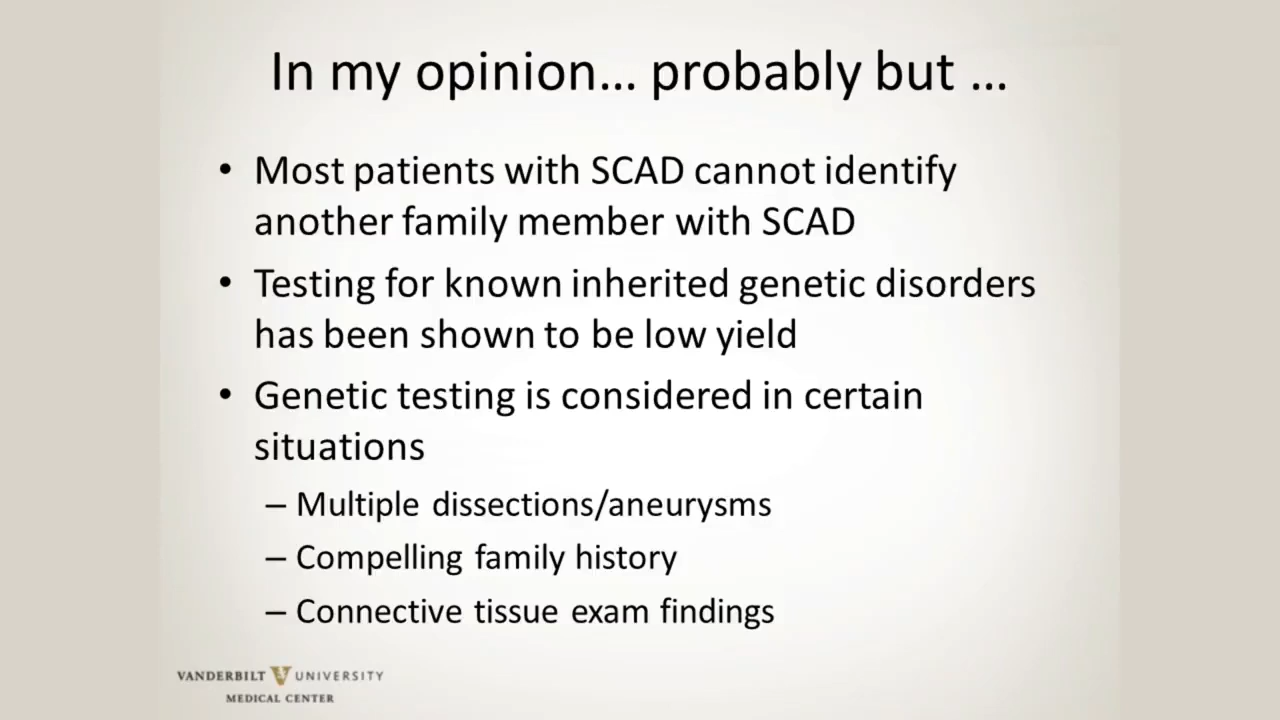 In my opinion… probably but …
• Most patients with SCAD cannot identify
another family member with SCAD
• Testing for known inherited genetic disorders
has been shown to be low yield
• Genetic testing is considered in certain
situations
– Multiple dissections/aneurysms
– Compelling family history
– Connective tissue exam findings
VANDERBILT V UNIVERSITY
MEDICAL CENTER